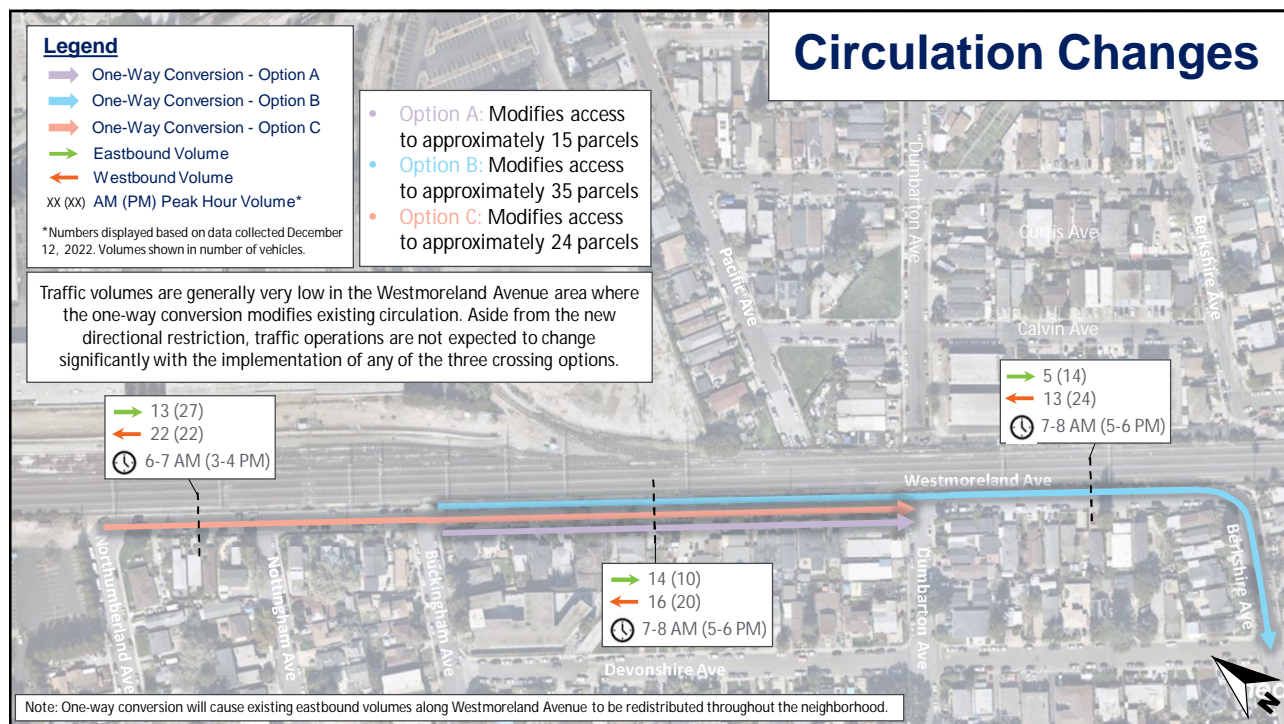 Circulation Changes
Legend
One-Way Conversion - Option A
One-Way Conversion - Option B
One-Way Conversion - Option C
Eastbound Volume
Westbound Volume
XX (XX) AM (PM) Peak Hour Volume*
*Numbers displayed based on data collected December
12, 2022. Volumes shown in number of vehicles.
• Option A: Modifies access
to approximately 15 parcels
• Option B: Modifies access
to approximately 35 parcels
• Option C: Modifies access
to approximately 24 parcels
Traffic volumes are generally very low in the Westmoreland Avenue area where
the one-way conversion modifies existing circulation. Aside from the new
directional restriction, traffic operations are not expected to change
significantly with the implementation of any of the three crossing options.
Pacific Ave
Dumbarton Ave
Curtis Ave
Berkshire Ave
Calvin Ave
13 (27)
22 (22)
6-7 AM (3-4 PM)
5 (14)
13 (24)
7-8 AM (5-6 PM)
Westmoreland Ave
14 (10)
16 (20)
7-8 AM (5-6 PM)
Northumberland Ave
Nottingham Ave
Buckingham Ave
Dumbarton Ave
Berkshire Ave
Devonshire Ave
N
Note: One-way conversion will cause existing eastbound volumes along Westmoreland Avenue to be redistributed throughout the neighborhood.